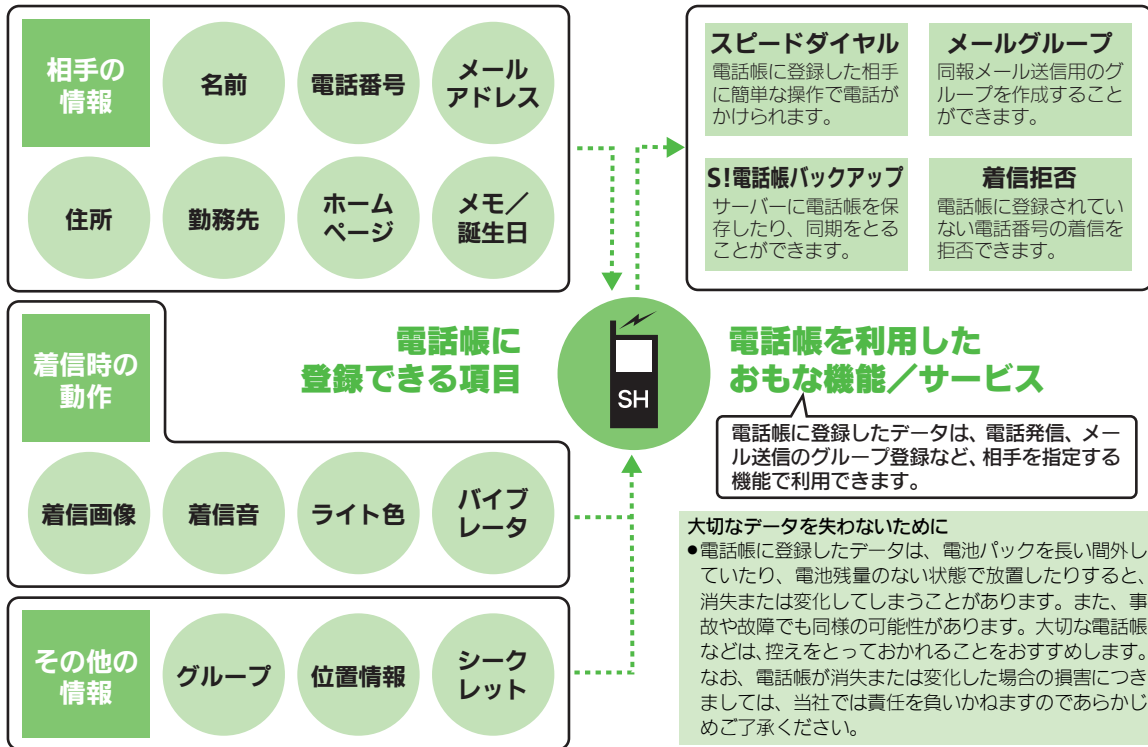 相手の
情報
名前
電話番号
メール
アドレス
住所
勤務先
ホーム
ページ
メモ／
誕生日
着信時の
動作
着信画像
着信音
ライト色
バイブ
レータ
その他の
情報
グループ
位置情報
シーク
レット
電話帳に
登録できる項目
SH
スピードダイヤル
電話帳に登録した相手
に簡単な操作で電話が
かけられます。
メールグループ
同報メール送信用のグ
ループを作成すること
ができます。
S!電話帳バックアップ
サーバーに電話帳を保
存したり、同期をとる
ことができます。
着信拒否
電話帳に登録されてい
ない電話番号の着信を
拒否できます。
電話帳を利用した
おもな機能／サービス
電話帳に登録したデータは、電話発信、メー
ル送信のグループ登録など、相手を指定する
機能で利用できます。
大切なデータを失わないために
●電話帳に登録したデータは、電池パックを長い間外し
ていたり、電池残量のない状態で放置したりすると、
消失または変化してしまうことがあります。また、事
故や故障でも同様の可能性があります。大切な電話帳
などは、控えをとっておかれることをおすすめします。
なお、電話帳が消失または変化した場合の損害につき
ましては、当社では責任を負いかねますのであらかじ
めご了承ください。